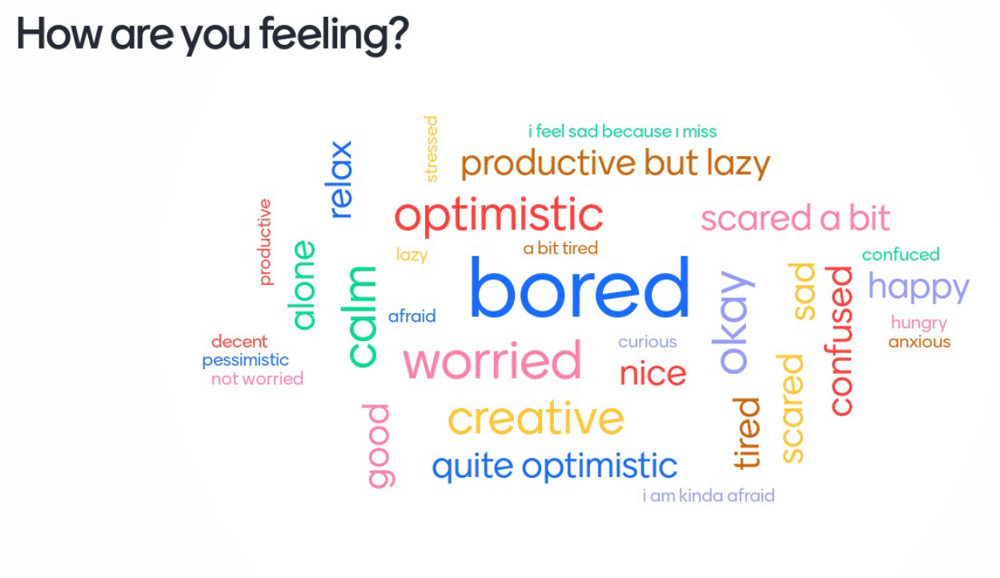 How are you feeling?
stressed
i feel sad because ı miss
relax
productive but lazy
optimistic
scared a bit
productive
alone
lazy
a bit tired
confuced
calm
bored
okay
sad
confused
happy
afraid
hungry
decent
curious
anxious
pessimistic
worried
not worried
nice
scared
good
creative
tired
quite optimistic
i am kinda afraid